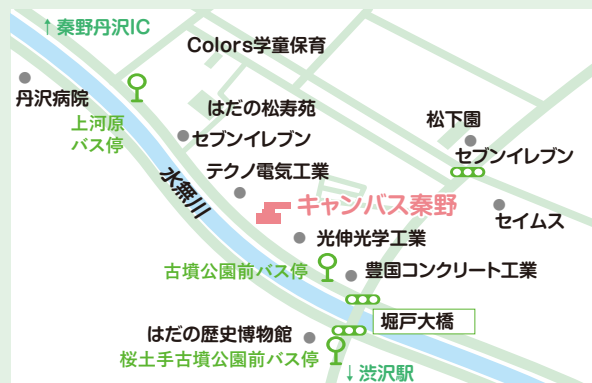 ↑秦野丹沢IC
Colors学童保育
丹沢病院
上河原
バス停
はだの松寿苑
セブンイレブン
松下園
セブンイレブン
テクノ電気工業
水無川
キャンバス秦野
セイムス
光伸光学工業
古墳公園前バス停
豊国コンクリート工業
堀戸大橋
はだの歴史博物館
桜土手古墳公園前バス停
↓渋沢駅